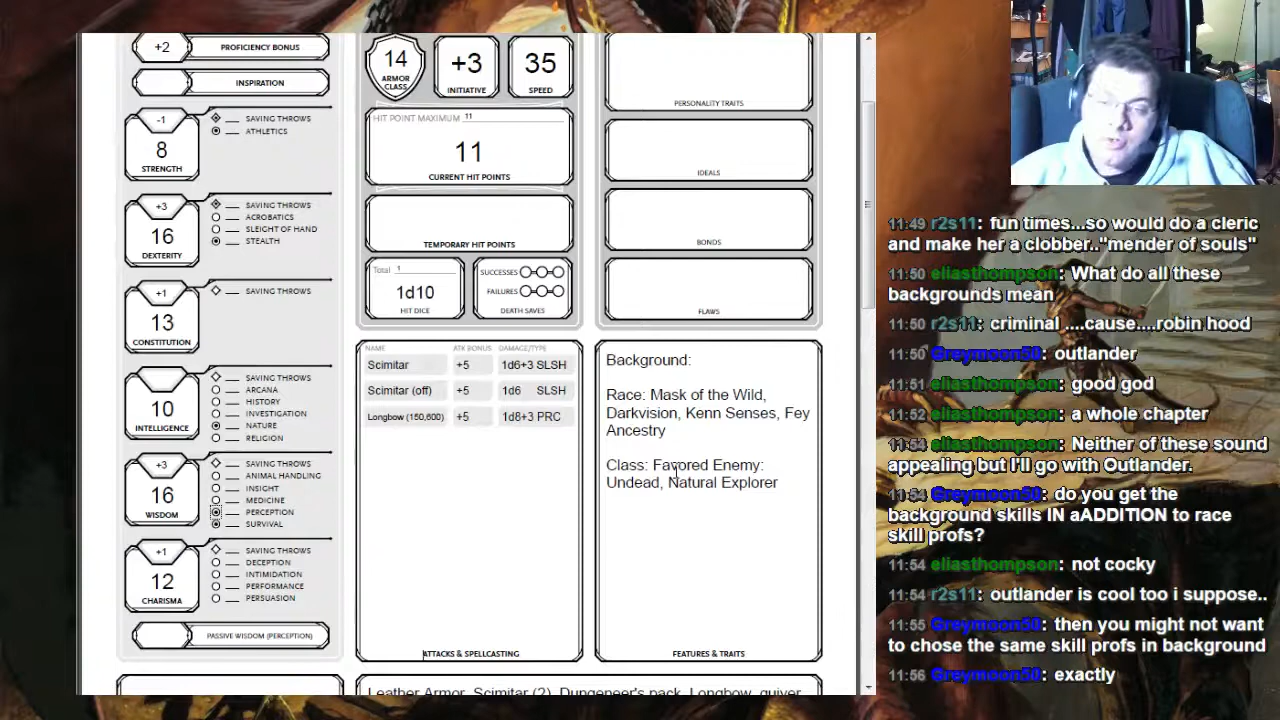 +2 PROFICIENCY BONUS
INSPIRATION
-1
8
STRENGTH
SAVING THROWS
ATHLETICS
+3
16
DEXTERITY
SAVING THROWS
ACROBATICS
SLEIGHT OF HAND
STEALTH
+1
13
CONSTITUTION
SAVING THROWS
10
INTELLIGENCE
SAVING THROWS
ARCANA
HISTORY
INVESTIGATION
NATURE
RELIGION
+3
16
WISDOM
SAVING THROWS
ANIMAL HANDLING
INSIGHT
MEDICINE
PERCEPTION
SURVIVAL
+1
12
CHARISMA
SAVING THROWS
DECEPTION
INTIMIDATION
PERFORMANCE
PERSUASION
PASSIVE WISDOM (PERCEPTION)
14
ARMOR
CLASS
+3
INITIATIVE
35
SPEED
HIT POINT MAXIMUM 11
11
CURRENT HIT POINTS
TEMPORARY HIT POINTS
Total 1
1d10
HIT DICE
SUCCESSES
FAILURES
DEATH SAVES
NAME ATK BONUS DAMAGE/TYPE
Scimitar +5 1d6+3 SLSH
Scimitar (off) +5 1d6 SLSH
Longbow (150,600) +5 1d8+3 PRC
ATTACKS & SPELLCASTING
PERSONALITY TRAITS
IDEALS
BONDS
FLAWS
Background:
Race: Mask of the Wild,
Darkvision, Kenn Senses, Fey
Ancestry
Class: Favored Enemy:
Undead, Natural Explorer
FEATURES & TRAITS
Leather Armor, Scimitar (2), Dungeneer's pack, Longbow, quiver
11:49 r2s11: fun times...so would do a cleric
and make her a clobber.."mender of souls"
11:50 eliasthompson: What do all these
backgrounds mean
11:50 r2s11: criminal ....cause....robin hood
11:50 Greymoon50: outlander
11:51 eliasthompson: good god
11:52 eliasthompson: a whole chapter
11:54 eliasthompson: Neither of these sound
appealing but I'll go with Outlander.
11:54 Greymoon50: do you get the
background skills IN aADDITION to race
skill profs?
11:54 eliasthompson: not cocky
11:54 r2s11: outlander is cool too i suppose..
11:55 Greymoon50: then you might not want
to chose the same skill profs in background
11:56 Greymoon50: exactly